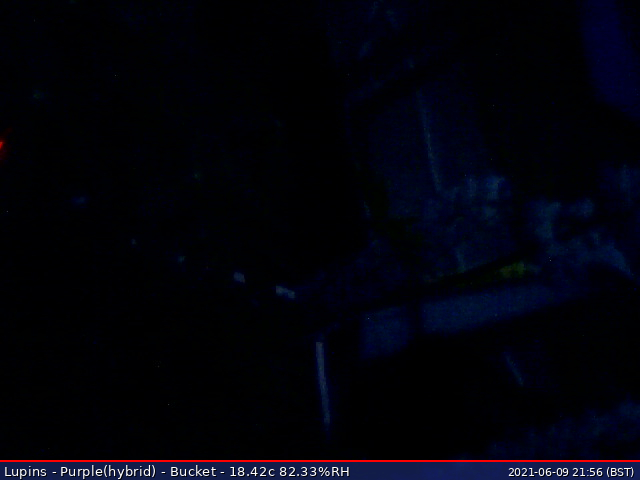 Lupins - Purple(hybrid) - Bucket - 18.42c 82.33%RH
2021-06-09 21:56 (BST)